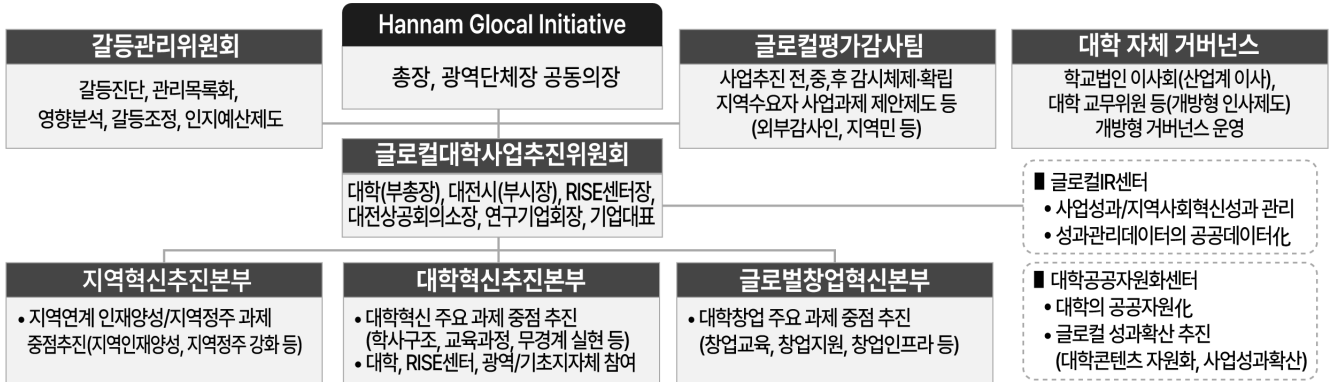 Hannam Glocal Initiative
총장, 광역단체장 공동의장
갈등관리위원회
갈등진단, 관리목록화,
영향분석, 갈등조정, 인지예산제도
글로컬평가감사팀
사업추진 전,중,후 감시체제·확립
지역수요자 사업과제 제안제도 등
(외부감사인, 지역민 등)
대학 자체 거버넌스
학교법인 이사회(산업계 이사),
대학 교무위원 등(개방형 인사제도)
개방형 거버넌스 운영
글로컬대학사업추진위원회
대학(부총장), 대전시(부시장), RISE센터장,
대전상공회의소장, 연구기업회장, 기업대표
▮ 글로컬IR센터
• 사업성과/지역사회혁신성과 관리
• 성과관리데이터의 공공데이터化
지역혁신추진본부
• 지역연계 인재양성/지역정주 과제
중점추진(지역인재양성, 지역정주 강화 등)
대학혁신추진본부
• 대학혁신 주요 과제 중점 추진
(학사구조, 교육과정, 무경계 실현 등)
• 대학, RISE센터, 광역/기초지자체 참여
글로벌창업혁신본부
• 대학창업 주요 과제 중점 추진
(창업교육, 창업지원, 창업인프라 등)
▮ 대학공공자원화센터
• 대학의 공공자원化
• 글로컬 성과확산 추진
(대학콘텐츠 자원화, 사업성과확산)